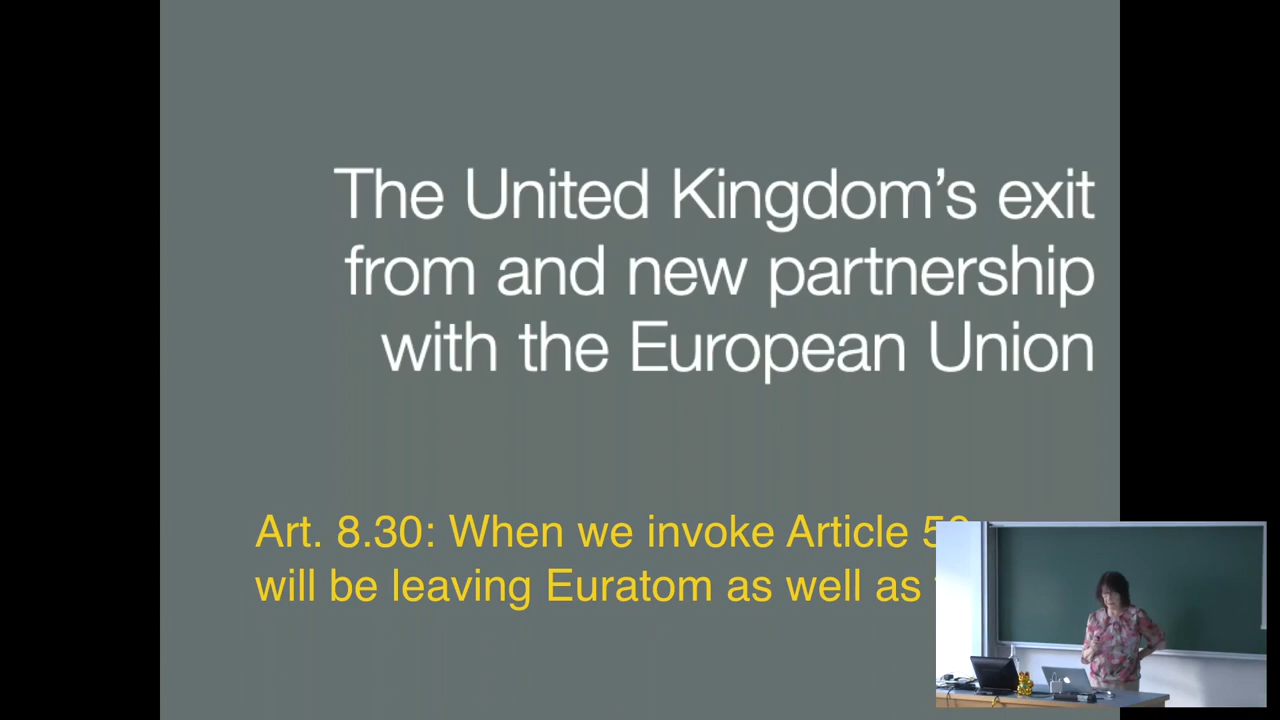 The United Kingdom’s exit
from and new partnership
with the European Union
Art. 8.30: When we invoke Article
will be leaving Euratom as well as